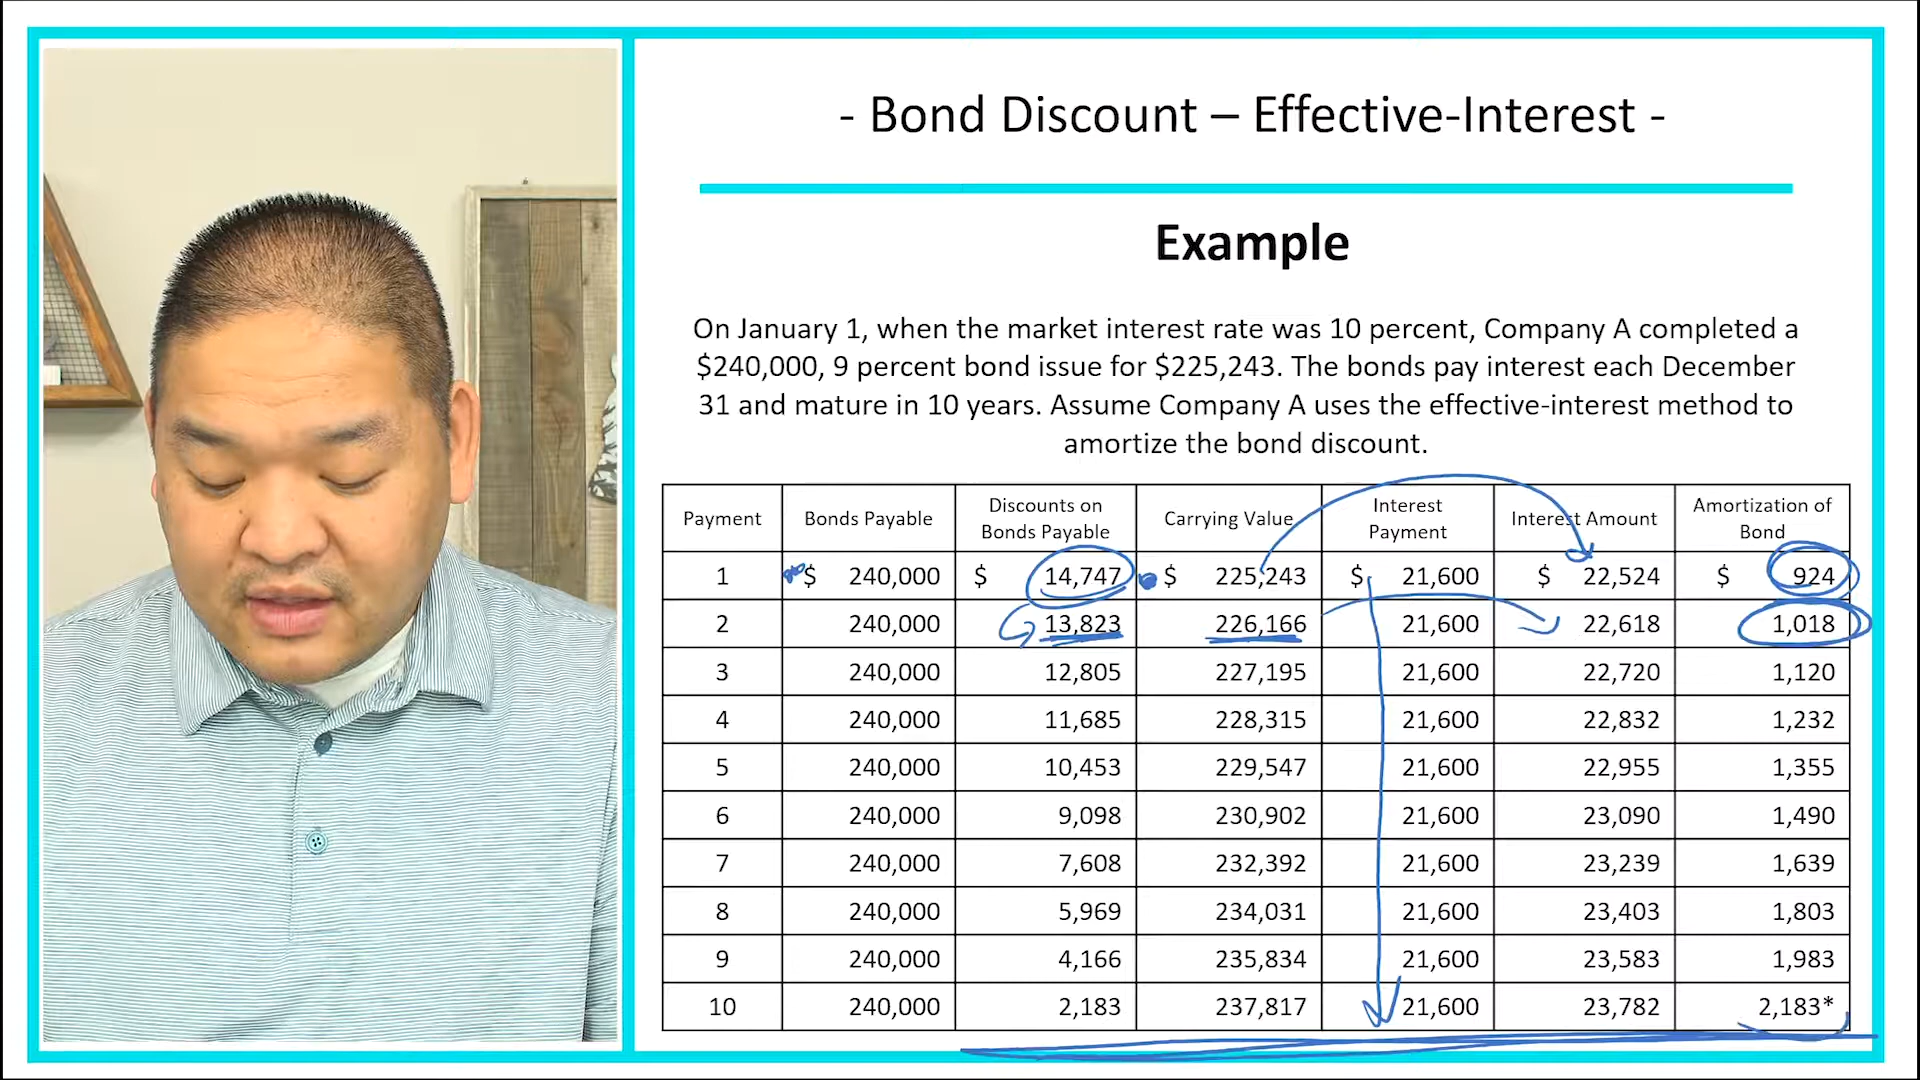 - Bond Discount – Effective-Interest -
Example
On January 1, when the market interest rate was 10 percent, Company A completed a
$240,000, 9 percent bond issue for $225,243. The bonds pay interest each December
31 and mature in 10 years. Assume Company A uses the effective-interest method to
amortize the bond discount.
Payment Bonds Payable Discounts on Bonds Payable Carrying Value Interest Payment Interest Amount Amortization of Bond
1 $ 240,000 $ 14,747 $ 225,243 $ 21,600 $ 22,524 $ 924
2 240,000 13,823 226,166 21,600 22,618 1,018
3 240,000 12,805 227,195 21,600 22,720 1,120
4 240,000 11,685 228,315 21,600 22,832 1,232
5 240,000 10,453 229,547 21,600 22,955 1,355
6 240,000 9,098 230,902 21,600 23,090 1,490
7 240,000 7,608 232,392 21,600 23,239 1,639
8 240,000 5,969 234,031 21,600 23,403 1,803
9 240,000 4,166 235,834 21,600 23,583 1,983
10 240,000 2,183 237,817 21,600 23,782 2,183*